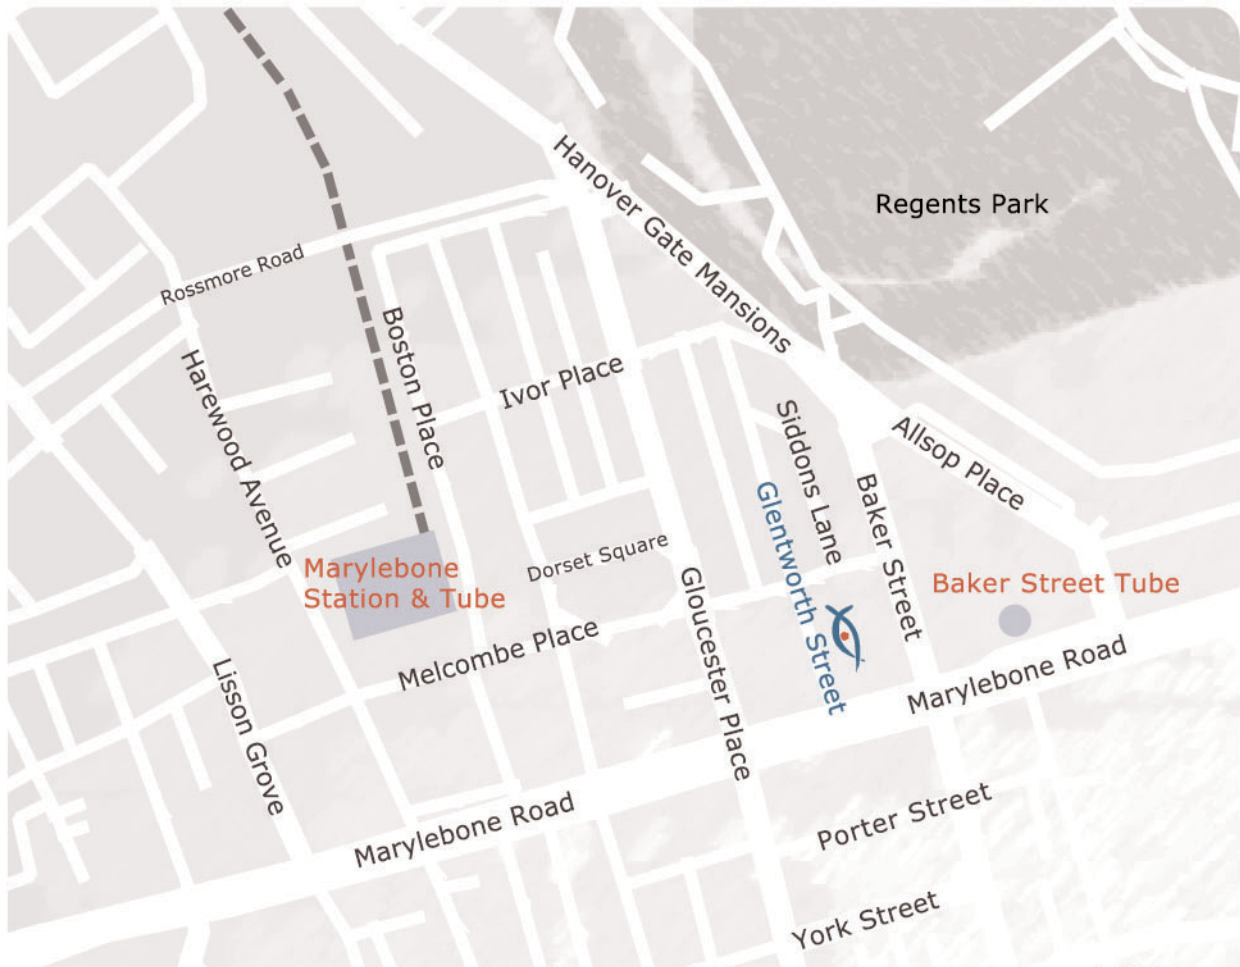 Hanover Gate Mansions
Regents Park
Rossmore Road
Boston Place
Ivor Place
Harewood Avenue
Siddons Lane
Allsop Place
Glentworth Street
Baker Street
Dorset Square
Marylebone
Station & Tube
Baker Street Tube
Gloucester Place
Melcombe Place
Lisson Grove
Marylebone Road
Marylebone Road
Porter Street
York Street